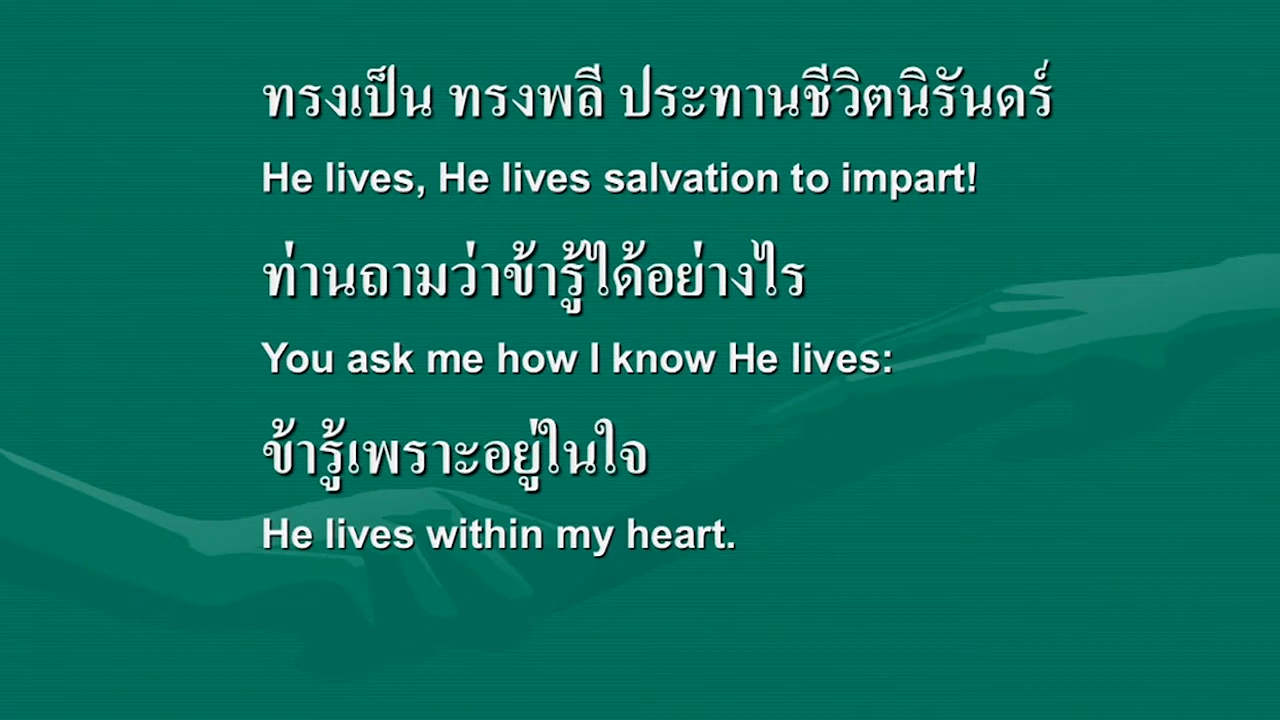 ทรงเป็น ทรงพลี ประทานชีวิตนิรันดร์
He lives, He lives salvation to impart!
ท่านถามว่าข้ารู้ได้อย่างไร
You ask me how I know He lives:
ข้ารู้เพราะอยู่ในใจ
He lives within my heart.